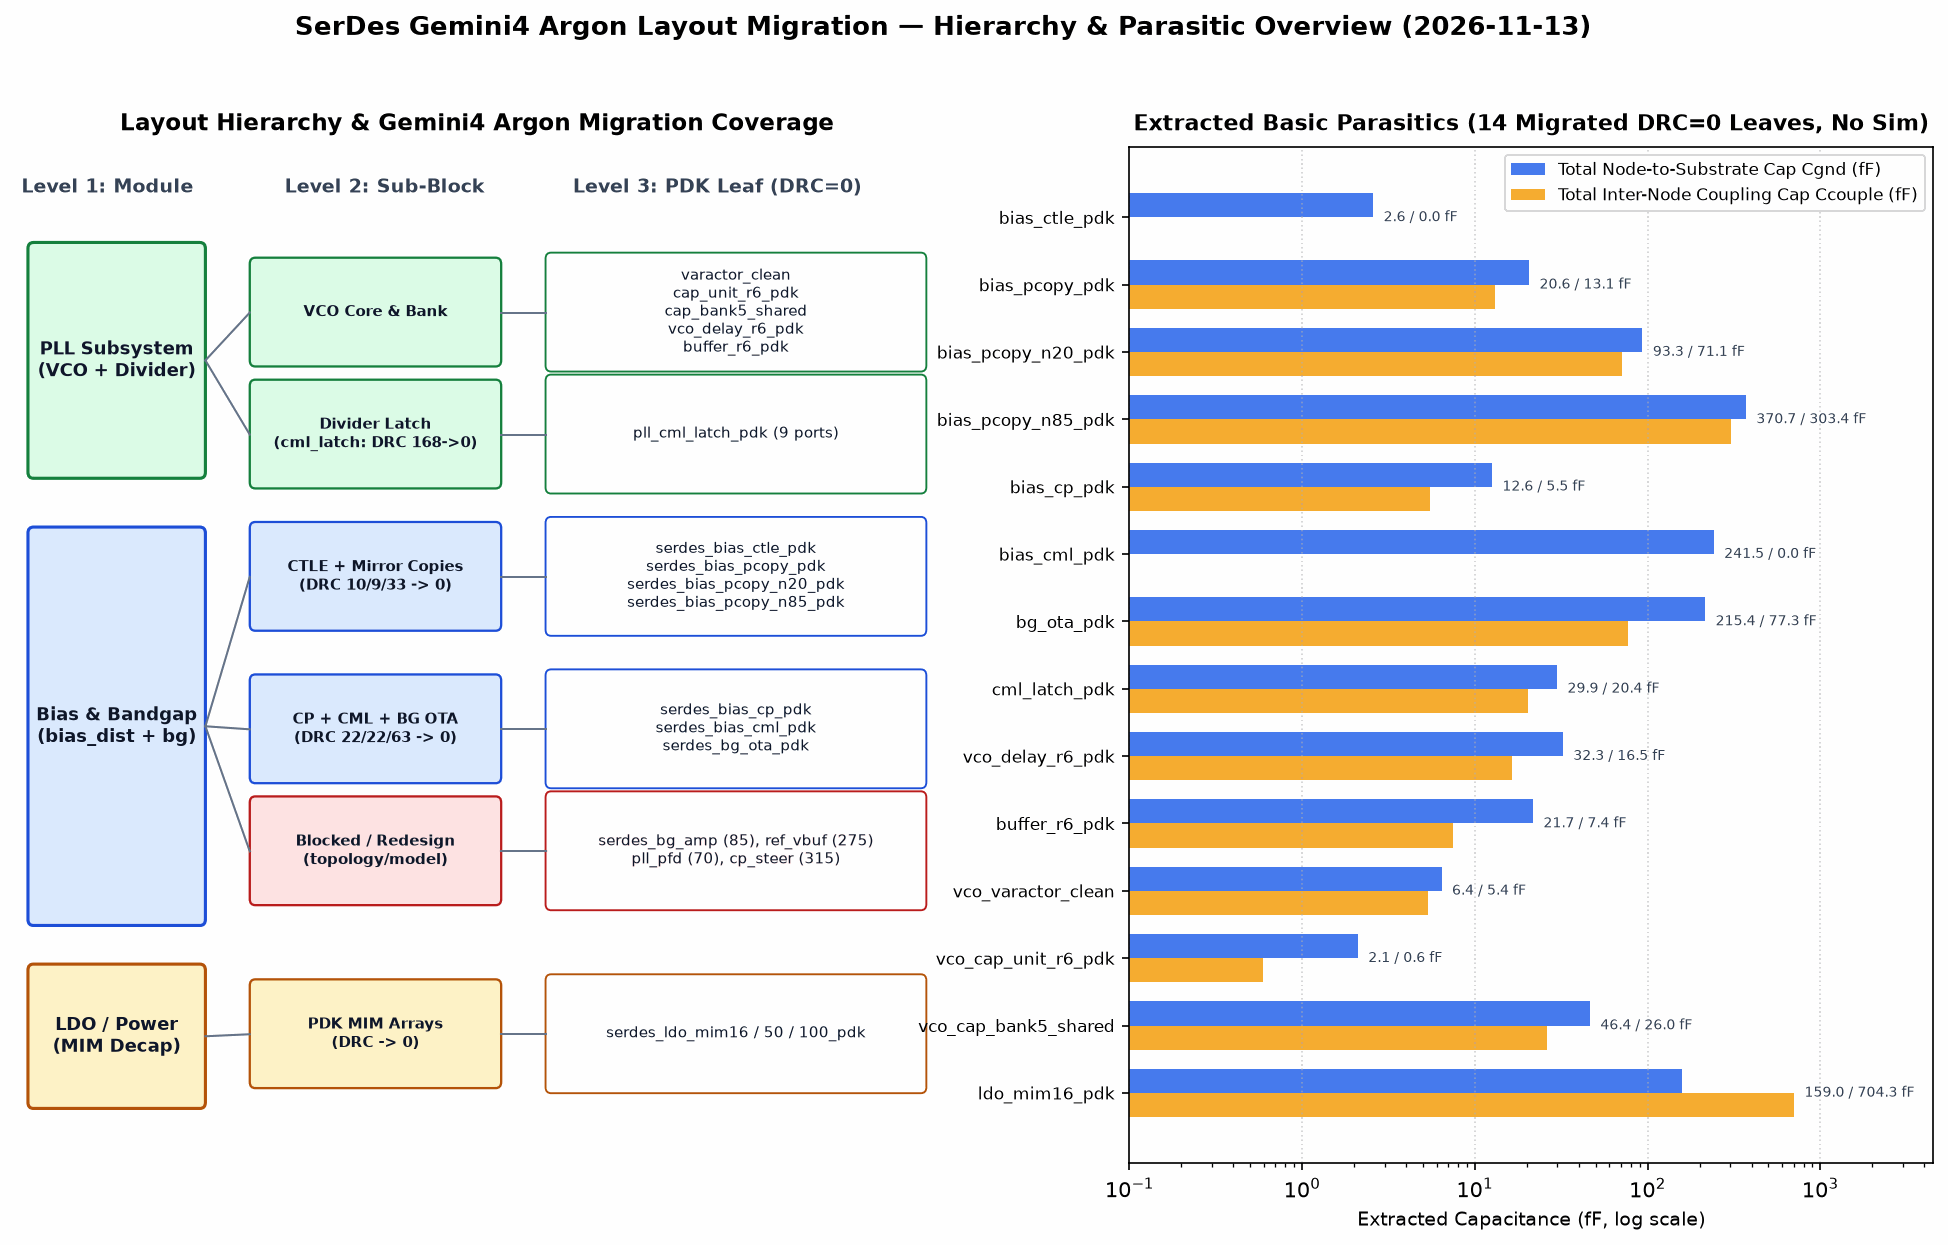 SerDes Gemini4 Argon Layout Migration — Hierarchy & Parasitic Overview (2026-11-13)
Layout Hierarchy & Gemini4 Argon Migration Coverage
Level 1: Module
Level 2: Sub-Block
Level 3: PDK Leaf (DRC=0)
PLL Subsystem
(VCO + Divider)
VCO Core & Bank
varactor_clean
cap_unit_r6_pdk
cap_bank5_shared
vco_delay_r6_pdk
buffer_r6_pdk
Divider Latch
(cml_latch: DRC 168->0)
pll_cml_latch_pdk (9 ports)
Bias & Bandgap
(bias_dist + bg)
CTLE + Mirror Copies
(DRC 10/9/33 -> 0)
serdes_bias_ctle_pdk
serdes_bias_pcopy_pdk
serdes_bias_pcopy_n20_pdk
serdes_bias_pcopy_n85_pdk
CP + CML + BG OTA
(DRC 22/22/63 -> 0)
serdes_bias_cp_pdk
serdes_bias_cml_pdk
serdes_bg_ota_pdk
Blocked / Redesign
(topology/model)
serdes_bg_amp (85), ref_vbuf (275)
pll_pfd (70), cp_steer (315)
LDO / Power
(MIM Decap)
PDK MIM Arrays
(DRC -> 0)
serdes_ldo_mim16 / 50 / 100_pdk
Extracted Basic Parasitics (14 Migrated DRC=0 Leaves, No Sim)
Total Node-to-Substrate Cap Cgnd (fF)
Total Inter-Node Coupling Cap Ccouple (fF)
bias_ctle_pdk
2.6 / 0.0 fF
bias_pcopy_pdk
20.6 / 13.1 fF
bias_pcopy_n20_pdk
93.3 / 71.1 fF
bias_pcopy_n85_pdk
370.7 / 303.4 fF
bias_cp_pdk
12.6 / 5.5 fF
bias_cml_pdk
241.5 / 0.0 fF
bg_ota_pdk
215.4 / 77.3 fF
cml_latch_pdk
29.9 / 20.4 fF
vco_delay_r6_pdk
32.3 / 16.5 fF
buffer_r6_pdk
21.7 / 7.4 fF
vco_varactor_clean
6.4 / 5.4 fF
vco_cap_unit_r6_pdk
2.1 / 0.6 fF
vco_cap_bank5_shared
46.4 / 26.0 fF
ldo_mim16_pdk
159.0 / 704.3 fF
10⁻¹ 10⁰ 10¹ 10² 10³
Extracted Capacitance (fF, log scale)